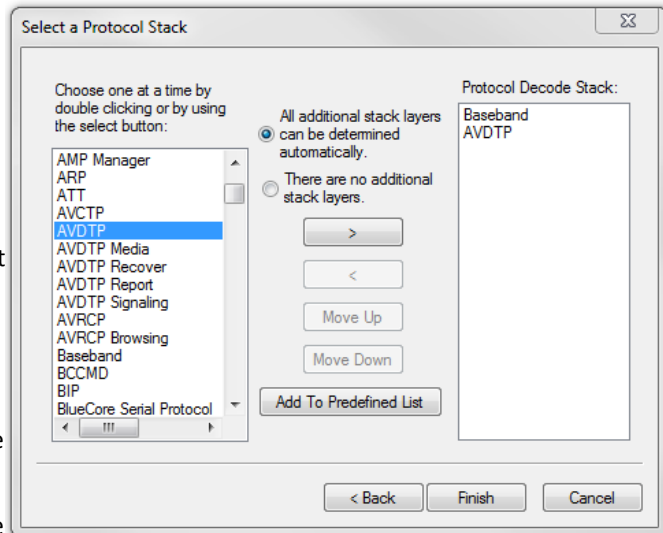 Select a Protocol Stack
Choose one at a time by
double clicking or by using
the select button:
AMP Manager
ARP
ATT
AVCTP
AVDTP
AVDTP Media
AVDTP Recover
AVDTP Report
AVDTP Signaling
AVRCP
AVRCP Browsing
Baseband
BCCMD
BIP
BlueCore Serial Protocol
All additional stack layers
can be determined
automatically.
There are no additional
stack layers.
>
<
Move Up
Move Down
Add To Predefined List
Protocol Decode Stack:
Baseband
AVDTP
< Back
Finish
Cancel
t
e
e